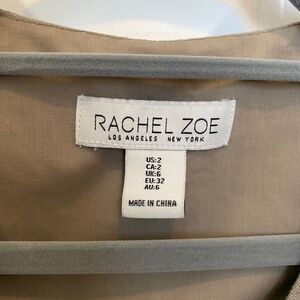 RACHEL ZOE
LOS ANGELES NEW YORK
US:2
CA:2
UK:6
EU:32
AU:6
MADE IN CHINA